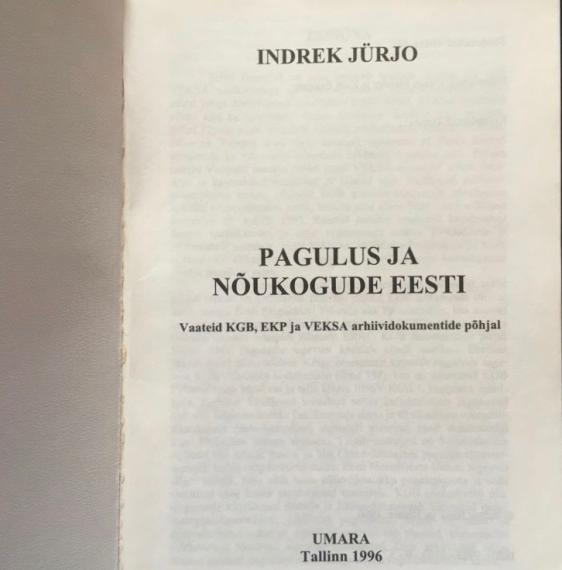 INDREK JÜRJO
PAGULUS JA
NÕUKOGUDE EESTI
Vaateid KGB, EKP ja VEKSA arhiividokumentide põhjal
UMARA
Tallinn 1996